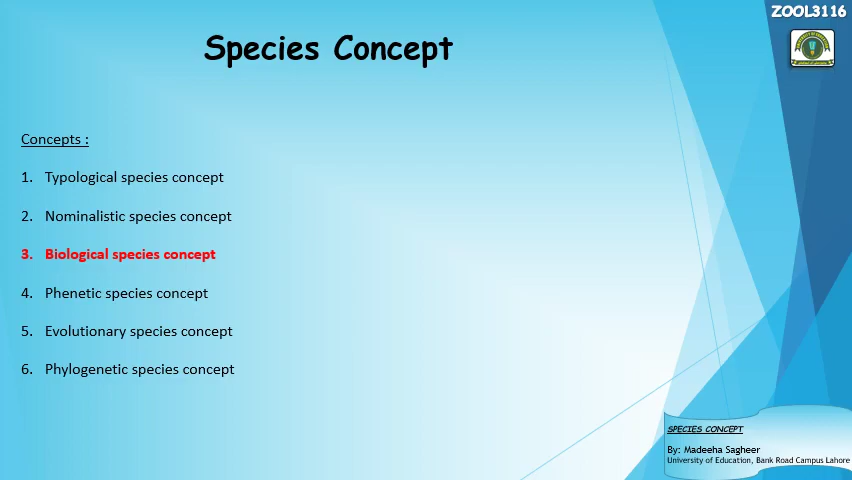 ZOOL3116
Species Concept
Concepts :
1. Typological species concept
2. Nominalistic species concept
3. Biological species concept
4. Phenetic species concept
5. Evolutionary species concept
6. Phylogenetic species concept
SPECIES CONCEPT
By: Madeeha Sagheer
University of Education, Bank Road Campus Lahore